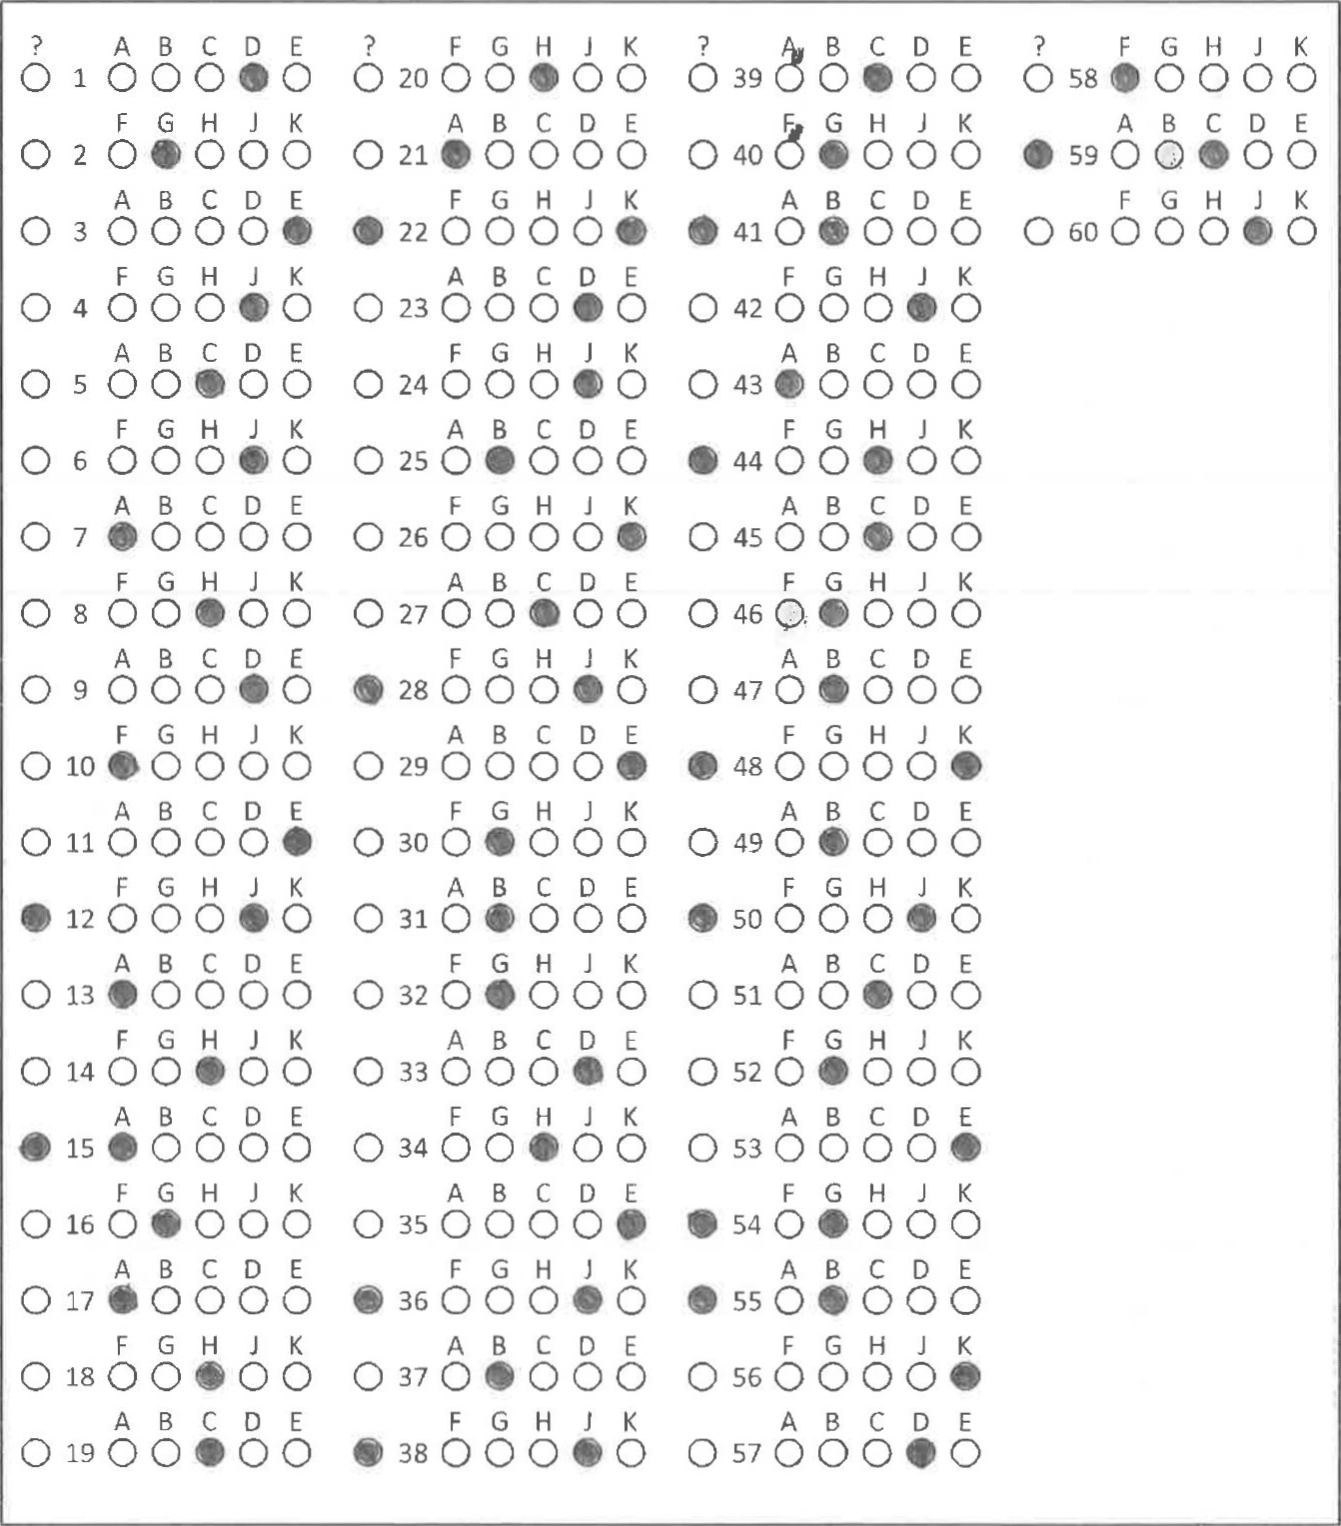 ? A B C D E ? F G H J K ? A B C D E ? F G H J K
1 20 39 58
F G H J K A B C D E F G H J K A B C D E
2 21 40 59
A B C D E F G H J K A B C D E F G H J K
3 22 41 60
F G H J K A B C D E F G H J K
4 23 42
A B C D E F G H J K A B C D E
5 24 43
F G H J K A B C D E F G H J K
6 25 44
A B C D E F G H J K A B C D E
7 26 45
F G H J K A B C D E F G H J K
8 27 46
A B C D E F G H J K A B C D E
9 28 47
F G H J K A B C D E F G H J K
10 29 48
A B C D E F G H J K A B C D E
11 30 49
F G H J K A B C D E F G H J K
12 31 50
A B C D E F G H J K A B C D E
13 32 51
F G H J K A B C D E F G H J K
14 33 52
A B C D E F G H J K A B C D E
15 34 53
F G H J K A B C D E F G H J K
16 35 54
A B C D E F G H J K A B C D E
17 36 55
F G H J K A B C D E F G H J K
18 37 56
A B C D E F G H J K A B C D E
19 38 57